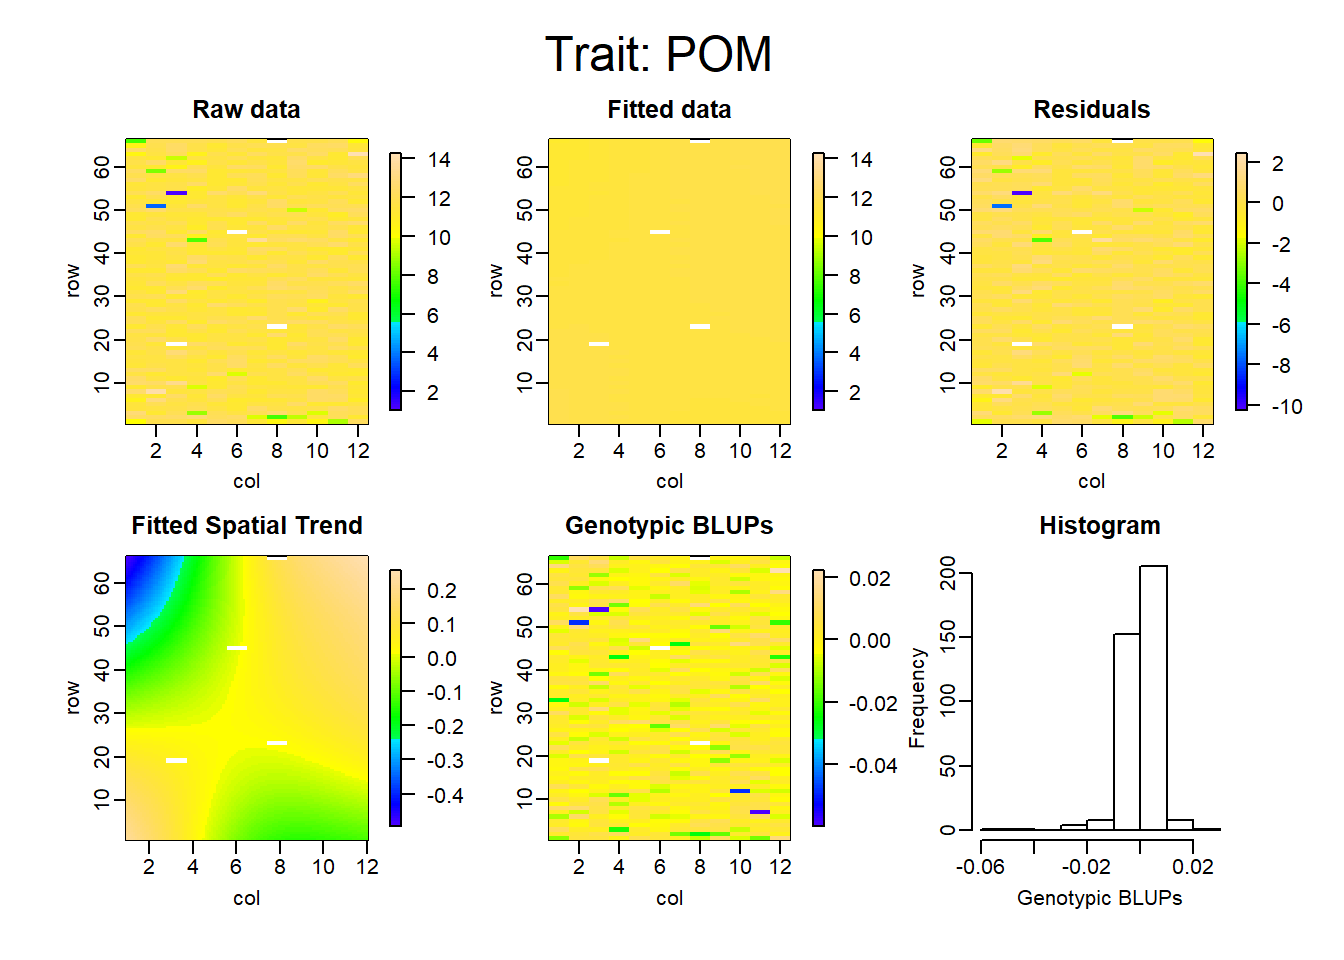 Trait: POM
Raw data
Fitted data
Residuals
row
10 20 30 40 50 60
2 4 6 8 10 12
col
14
12
10
8
6
4
2
row
10 20 30 40 50 60
2 4 6 8 10 12
col
14
12
10
8
6
4
2
row
10 20 30 40 50 60
2 4 6 8 10 12
col
2
0
-2
-4
-6
-8
-10
Fitted Spatial Trend
Genotypic BLUPs
Histogram
row
10 20 30 40 50 60
2 4 6 8 10 12
col
0.2
0.1
0.0
-0.1
-0.2
-0.3
-0.4
row
10 20 30 40 50 60
2 4 6 8 10 12
col
0.02
0.00
-0.02
-0.04
Frequency
0 50 100 150 200
-0.06 -0.02 0.02
Genotypic BLUPs